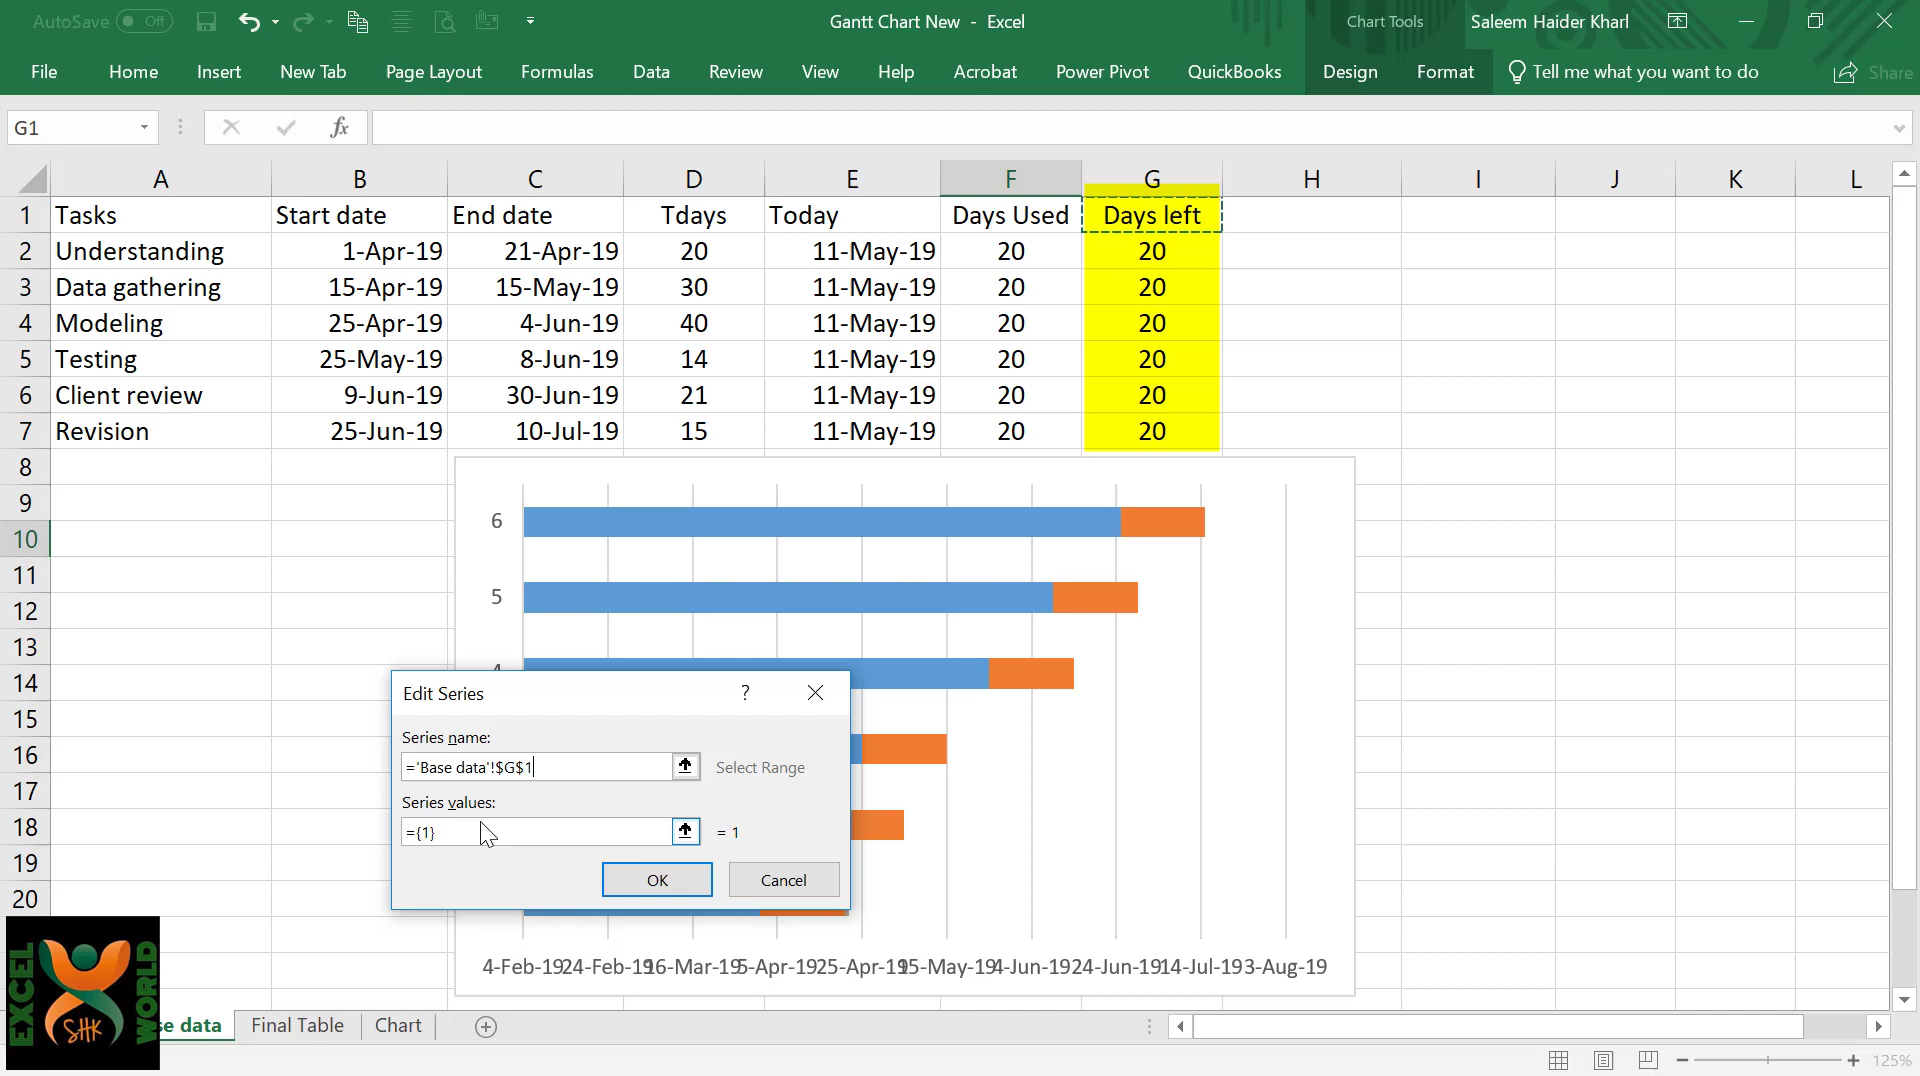 AutoSave Off
Gantt Chart New - Excel
Chart Tools
Saleem Haider Kharl
File Home Insert New Tab Page Layout Formulas Data Review View Help Acrobat Power Pivot QuickBooks Design Format Tell me what you want to do Share
G1 fx
A B C D E F G H I J K L
1 Tasks Start date End date Tdays Today Days Used Days left
2 Understanding 1-Apr-19 21-Apr-19 20 11-May-19 20 20
3 Data gathering 15-Apr-19 15-May-19 30 11-May-19 20 20
4 Modeling 25-Apr-19 4-Jun-19 40 11-May-19 20 20
5 Testing 25-May-19 8-Jun-19 14 11-May-19 20 20
6 Client review 9-Jun-19 30-Jun-19 21 11-May-19 20 20
7 Revision 25-Jun-19 10-Jul-19 15 11-May-19 20 20
8
9
10
11
12
13
14
15
16
17
18
19
20
6
5
4
4-Feb-19 24-Feb-19 16-Mar-19 5-Apr-19 25-Apr-19 15-May-19 4-Jun-19 24-Jun-19 14-Jul-19 3-Aug-19
Edit Series ?
Series name:
='Base data'!$G$1 Select Range
Series values:
={1} = 1
OK Cancel
EXCEL
WORLD
SHK
se data Final Table Chart
125%